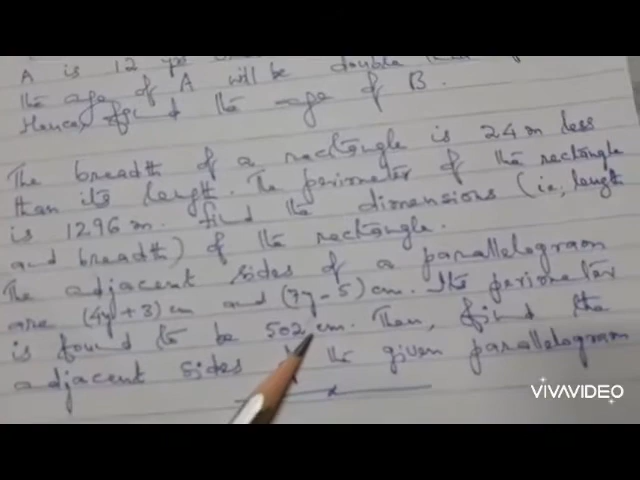 A is 12
the age of A will be double
Hence, find the age of B.
The breadth of a rectangle is 24 m less
than its length. The perimeter of the rectangle
is 1296 m. find the dimensions (ie, length
and breadth) of the rectangle.
The adjacent sides of a parallelogram
are (4y+3) cm and (7y-5) cm. Its perimeter
is found to be 502 cm. Then, find the
adjacent sides the given parallelogram
VIVAVIDEO